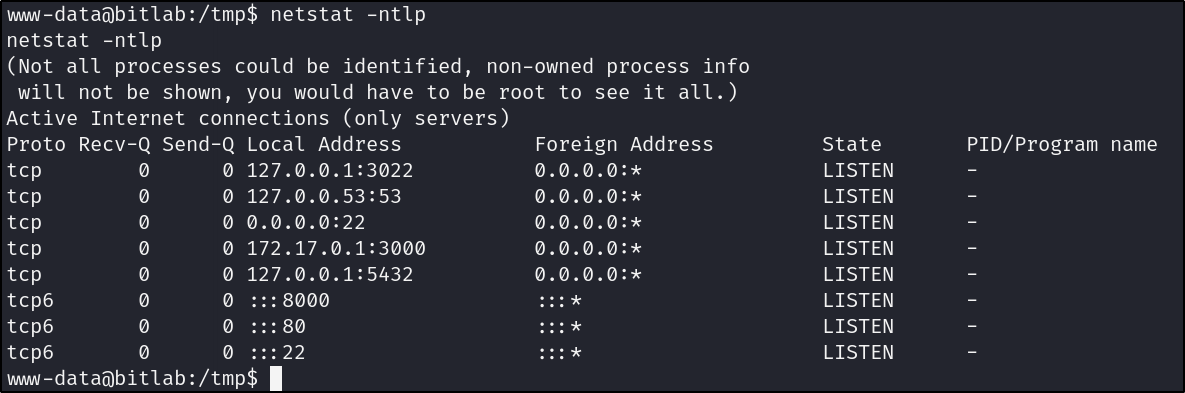 www-data@bitlab:/tmp$ netstat -ntlp
netstat -ntlp
(Not all processes could be identified, non-owned process info
 will not be shown, you would have to be root to see it all.)
Active Internet connections (only servers)
Proto Recv-Q Send-Q Local Address           Foreign Address         State       PID/Program name
tcp        0      0 127.0.0.1:3022          0.0.0.0:*               LISTEN      -
tcp        0      0 127.0.0.53:53           0.0.0.0:*               LISTEN      -
tcp        0      0 0.0.0.0:22              0.0.0.0:*               LISTEN      -
tcp        0      0 172.17.0.1:3000         0.0.0.0:*               LISTEN      -
tcp        0      0 127.0.0.1:5432          0.0.0.0:*               LISTEN      -
tcp6       0      0 :::8000                 :::*                    LISTEN      -
tcp6       0      0 :::80                   :::*                    LISTEN      -
tcp6       0      0 :::22                   :::*                    LISTEN      -
www-data@bitlab:/tmp$